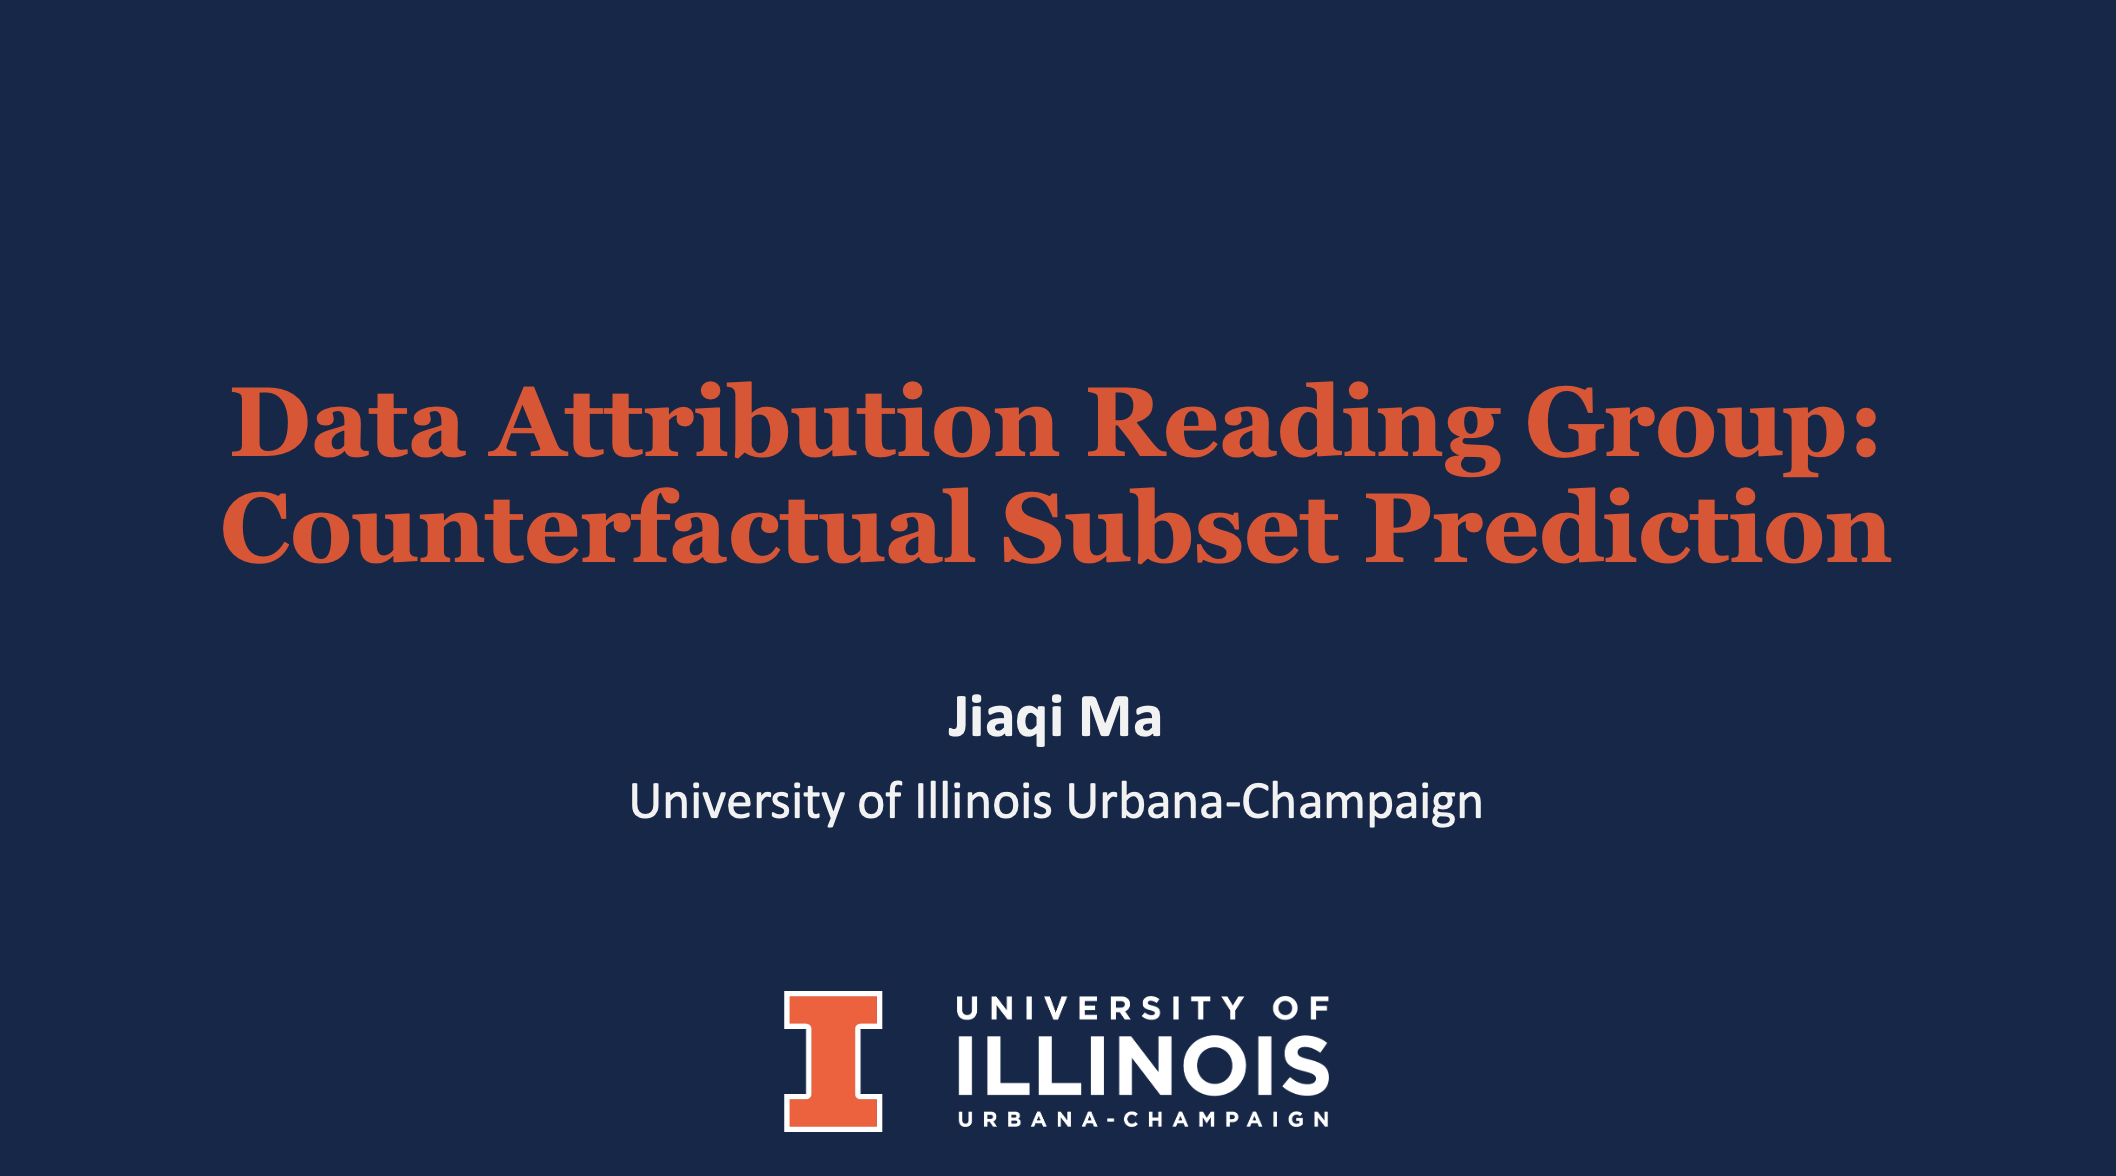 Data Attribution Reading Group:
Counterfactual Subset Prediction
Jiaqi Ma
University of Illinois Urbana-Champaign
UNIVERSITY OF
ILLINOIS
URBANA-CHAMPAIGN